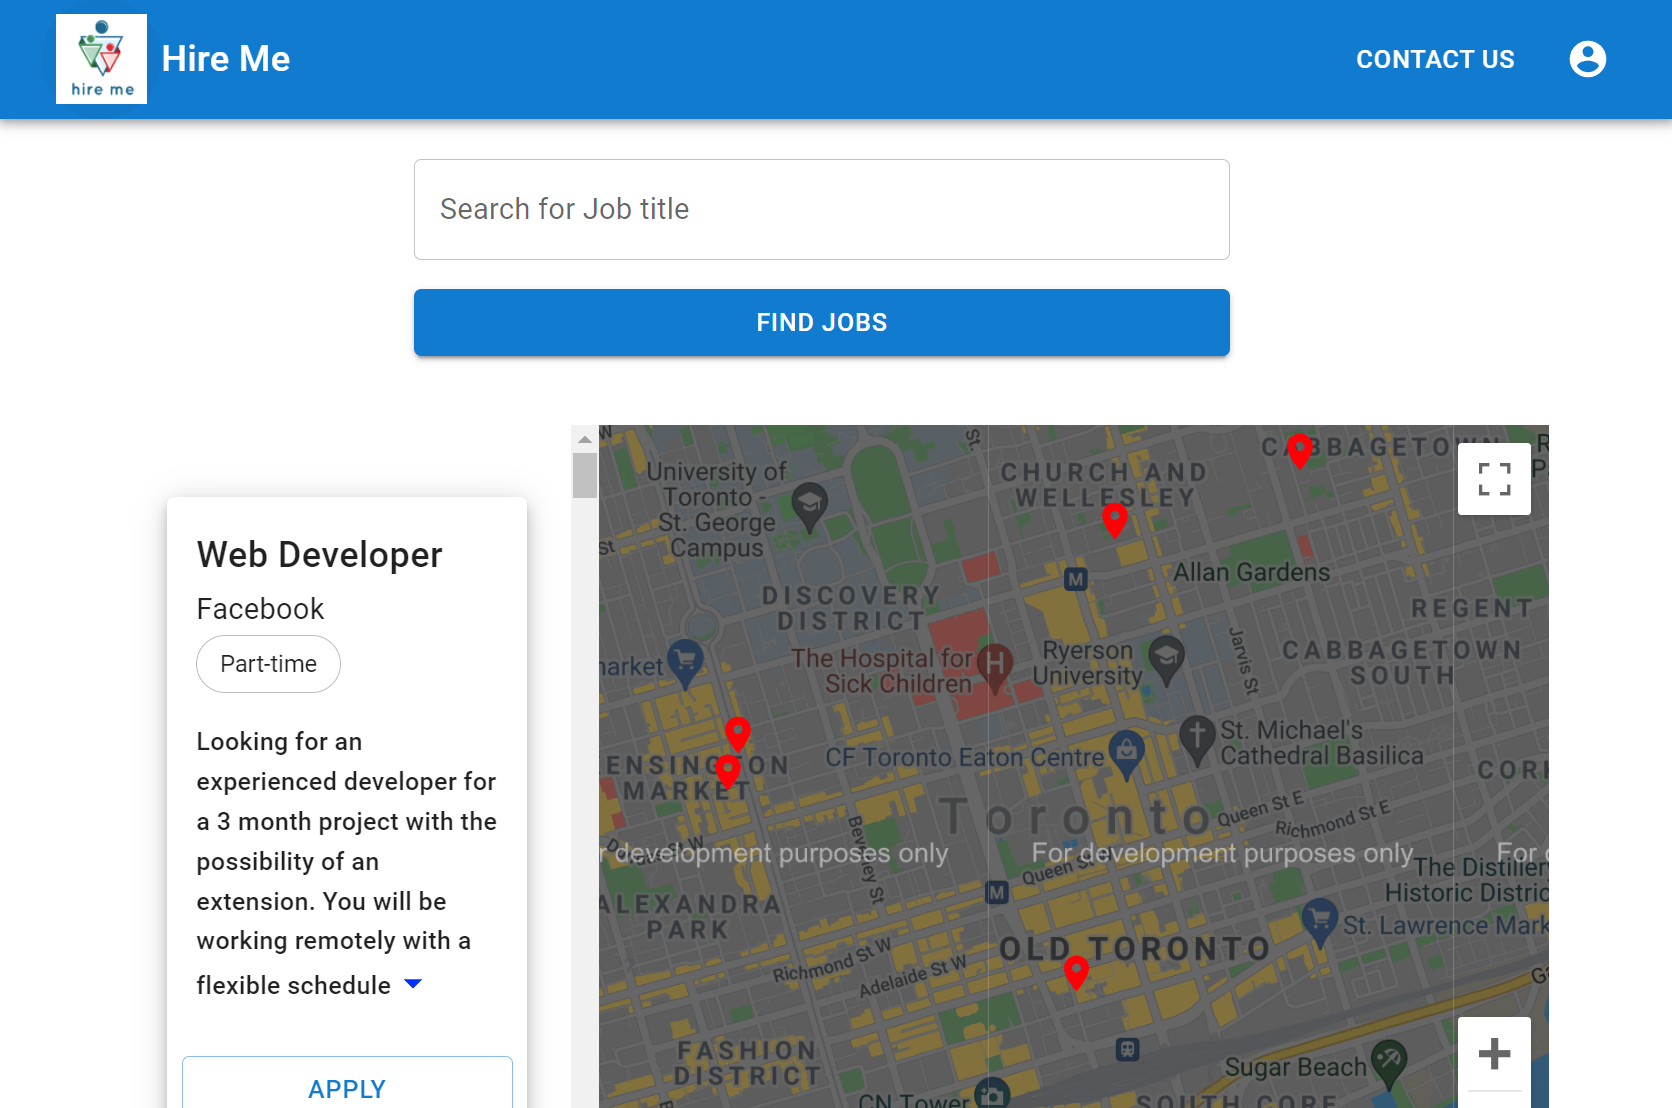 hire me
Hire Me
CONTACT US
Search for Job title
FIND JOBS
Web Developer
Facebook
Part-time
Looking for an
experienced developer for
a 3 month project with the
possibility of an
extension. You will be
working remotely with a
flexible schedule
APPLY
W
St.
CABBAGETOWN
University of
Toronto -
St. George
Campus
CHURCH AND
WELLESLEY
St
M
Allan Gardens
DISCOVERY
DISTRICT
REGENT
The Hospital for
Sick Children
H
Ryerson
University
Jarvis St
CABBAGETOWN
SOUTH
market
ENSINGTON
MARKET
CF Toronto Eaton Centre
St. Michael's
Cathedral Basilica
CORK
Toronto
Queen St E
Richmond St E
Beverley St
r development purposes only
For development purposes only
For
Queen St W
The Distillery
Historic District
M
ALEXANDRA
PARK
St. Lawrence Mark
OLD TORONTO
Richmond St W
Adelaide St W
FASHION
DISTRICT
Sugar Beach
CN Tower
SOUTH CORE